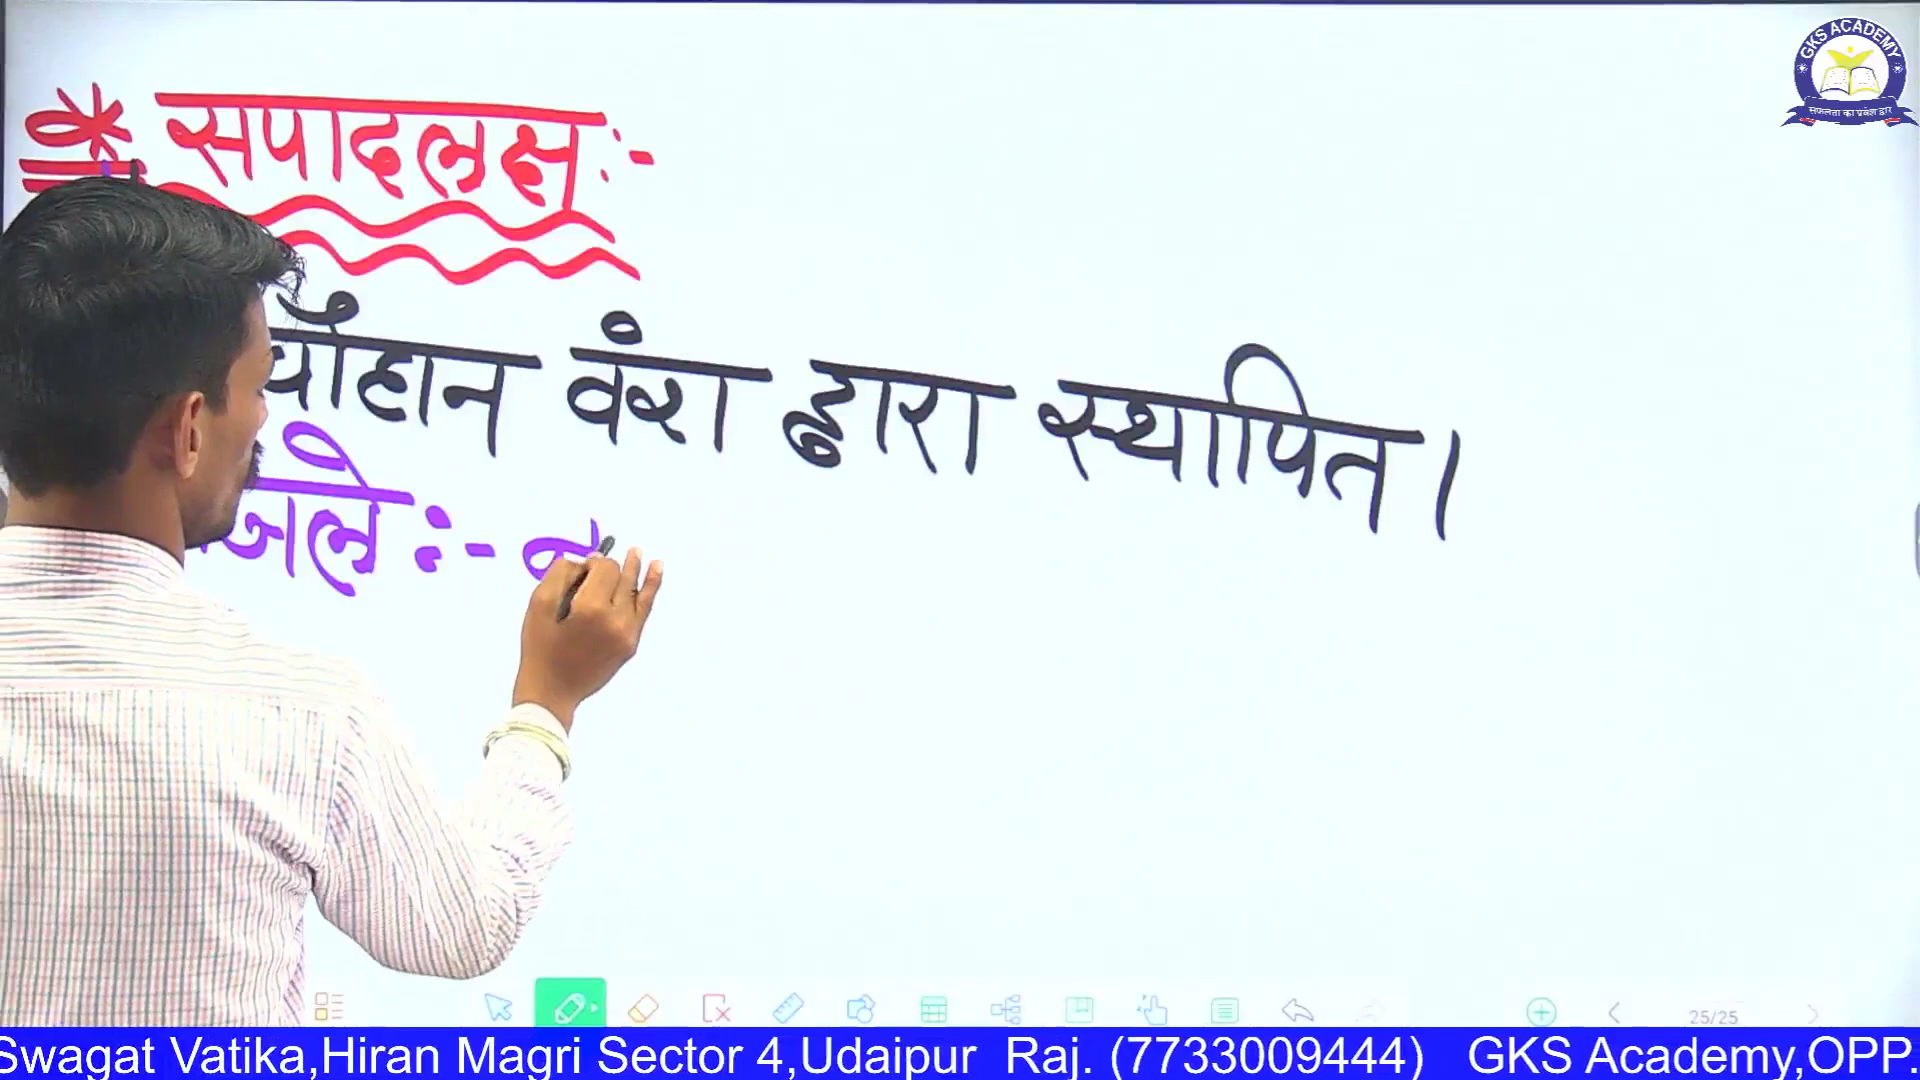 GKS ACADEMY
सफलता का प्रवेश द्वार
सपादलक्ष :-
चौहान वंश द्वारा स्थापित।
जिले :-
25/25
Swagat Vatika,Hiran Magri Sector 4,Udaipur Raj. (7733009444) GKS Academy,OPP.